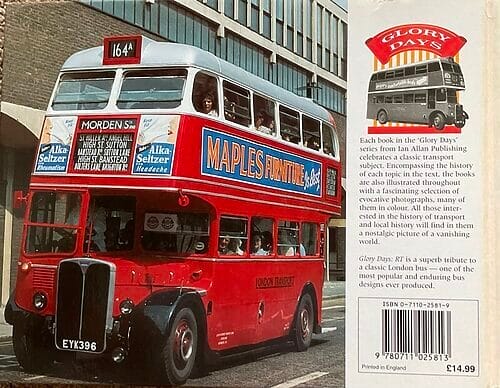 164A
MORDEN Stn
HIGH ST. SUTTON
HIGH ST. BANSTEAD
Alka-
Seltzer
Rheumatism
Alka-
Seltzer
Headache
MAPLES FURNITURE is best
LONDON TRANSPORT
EYK396
GLORY
DAYS
Each book in the 'Glory Days'
series from Ian Allan Publishing
celebrates a classic transport
subject. Encompassing the history
of each topic in the text, the books
are also illustrated throughout
with a fascinating selection of
evocative photographs, many of
them in colour. All those inter-
ested in the history of transport
and local history will find in them
a nostalgic picture of a vanishing
world.
Glory Days: RT is a superb tribute to
a classic London bus — one of the
most popular and enduring bus
designs ever produced.
ISBN 0-7110-2581-9
9 780711 025813
Printed in England
£14.99